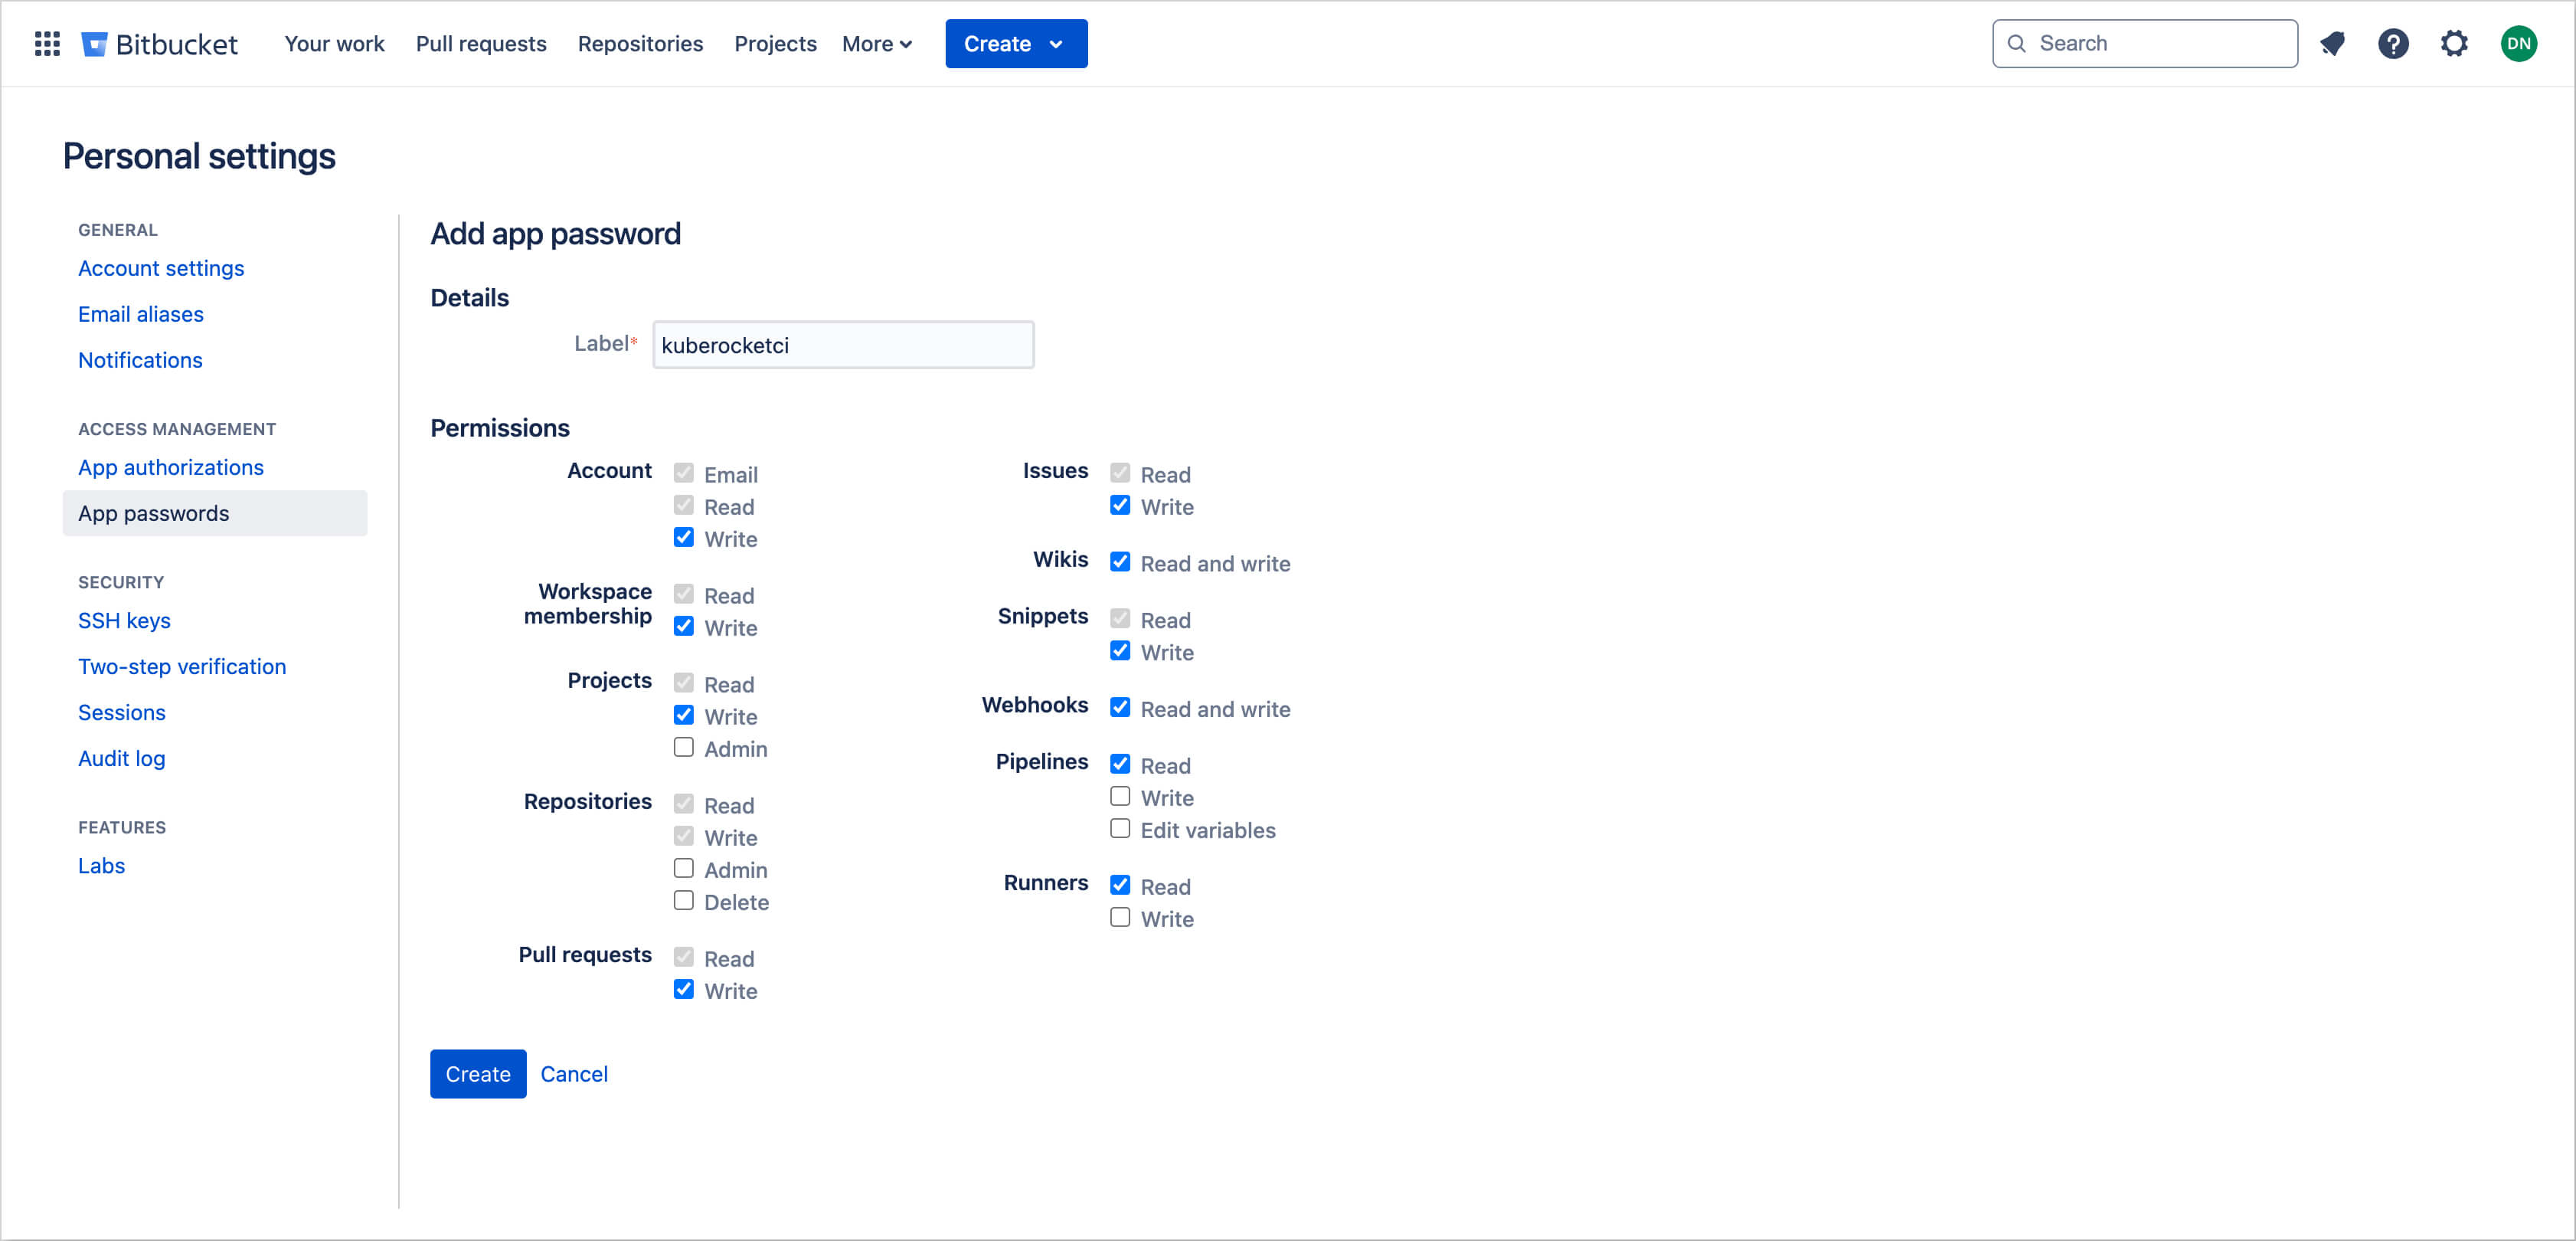 Bitbucket
Your work
Pull requests
Repositories
Projects
More
Create
Search
DN
Personal settings
GENERAL
Account settings
Email aliases
Notifications
ACCESS MANAGEMENT
App authorizations
App passwords
SECURITY
SSH keys
Two-step verification
Sessions
Audit log
FEATURES
Labs
Add app password
Details
Label*
kuberocketci
Permissions
Account
Email
Read
Write
Workspace
membership
Read
Write
Projects
Read
Write
Admin
Repositories
Read
Write
Admin
Delete
Pull requests
Read
Write
Issues
Read
Write
Wikis
Read and write
Snippets
Read
Write
Webhooks
Read and write
Pipelines
Read
Write
Edit variables
Runners
Read
Write
Create
Cancel